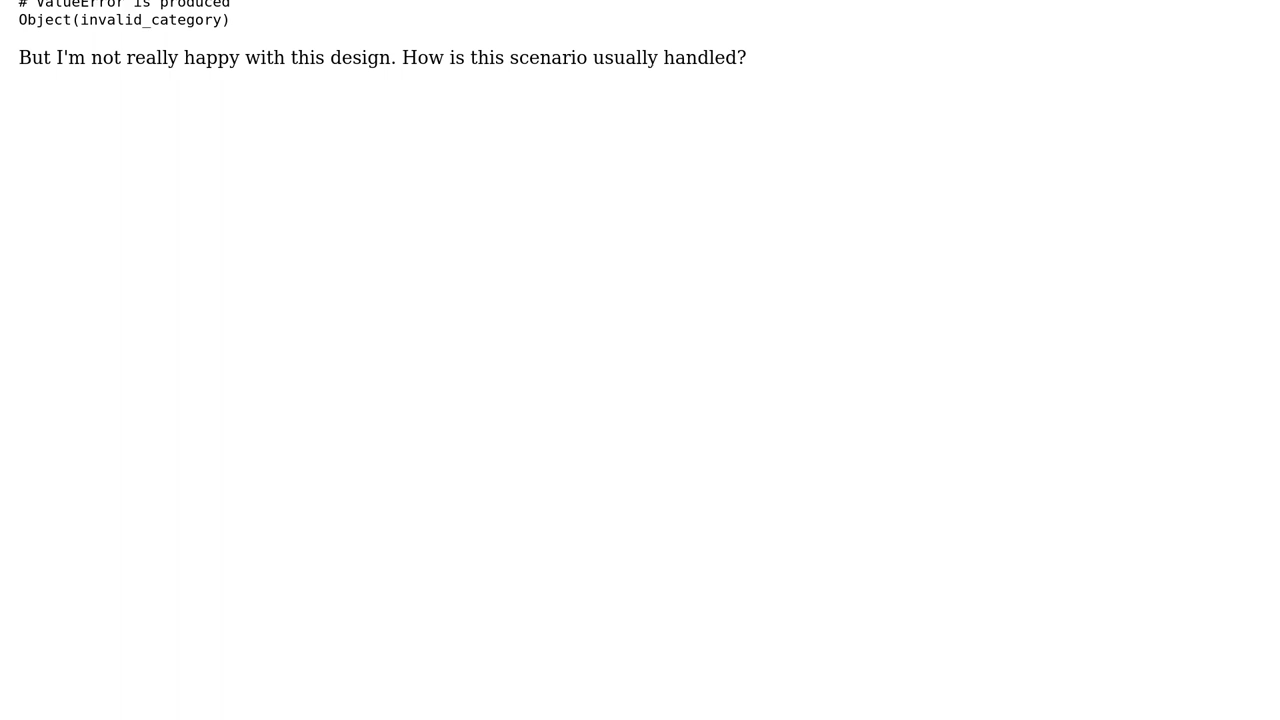 # ValueError is produced
Object(invalid_category)
But I'm not really happy with this design. How is this scenario usually handled?